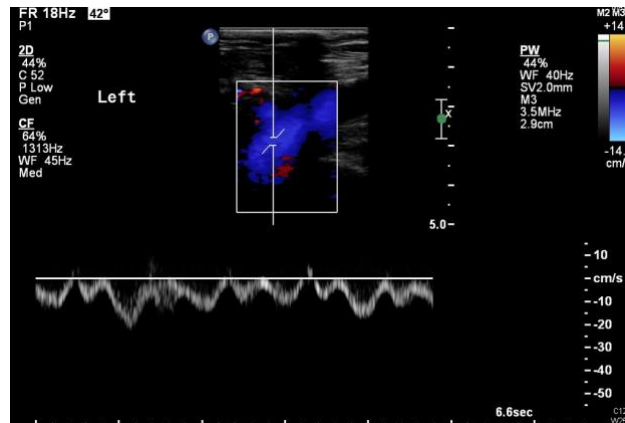 FR 18Hz 42°
P1
2D
44%
C 52
P Low
Gen
CF
64%
1313Hz
WF 45Hz
Med
Left
P
X
5.0
M2 M3
+14
-14.
cm/s
PW
44%
WF 40Hz
SV2.0mm
M3
3.5MHz
2.9cm
10
cm/s
-10
-20
-30
-40
-50
6.6sec